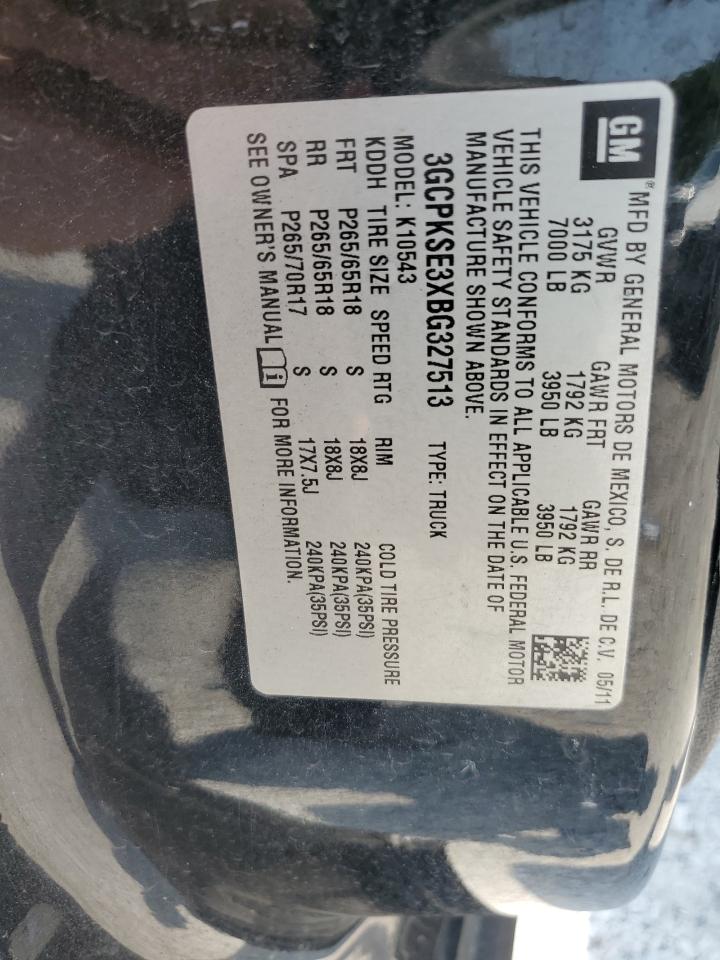 GM ® MFD BY GENERAL MOTORS DE MEXICO, S. DE R.L. DE C.V. 05/11
GVWR GAWR FRT GAWR RR
3175 KG 1792 KG 1792 KG
7000 LB 3950 LB 3950 LB
THIS VEHICLE CONFORMS TO ALL APPLICABLE U.S. FEDERAL MOTOR
VEHICLE SAFETY STANDARDS IN EFFECT ON THE DATE OF
MANUFACTURE SHOWN ABOVE.
3GCPKSE3XBG327513 TYPE: TRUCK
MODEL: K10543
KDDH TIRE SIZE SPEED RTG RIM COLD TIRE PRESSURE
FRT P265/65R18 S 18X8J 240KPA(35PSI)
RR P265/65R18 S 18X8J 240KPA(35PSI)
SPA P265/70R17 S 17X7.5J 240KPA(35PSI)
SEE OWNER'S MANUAL i FOR MORE INFORMATION.